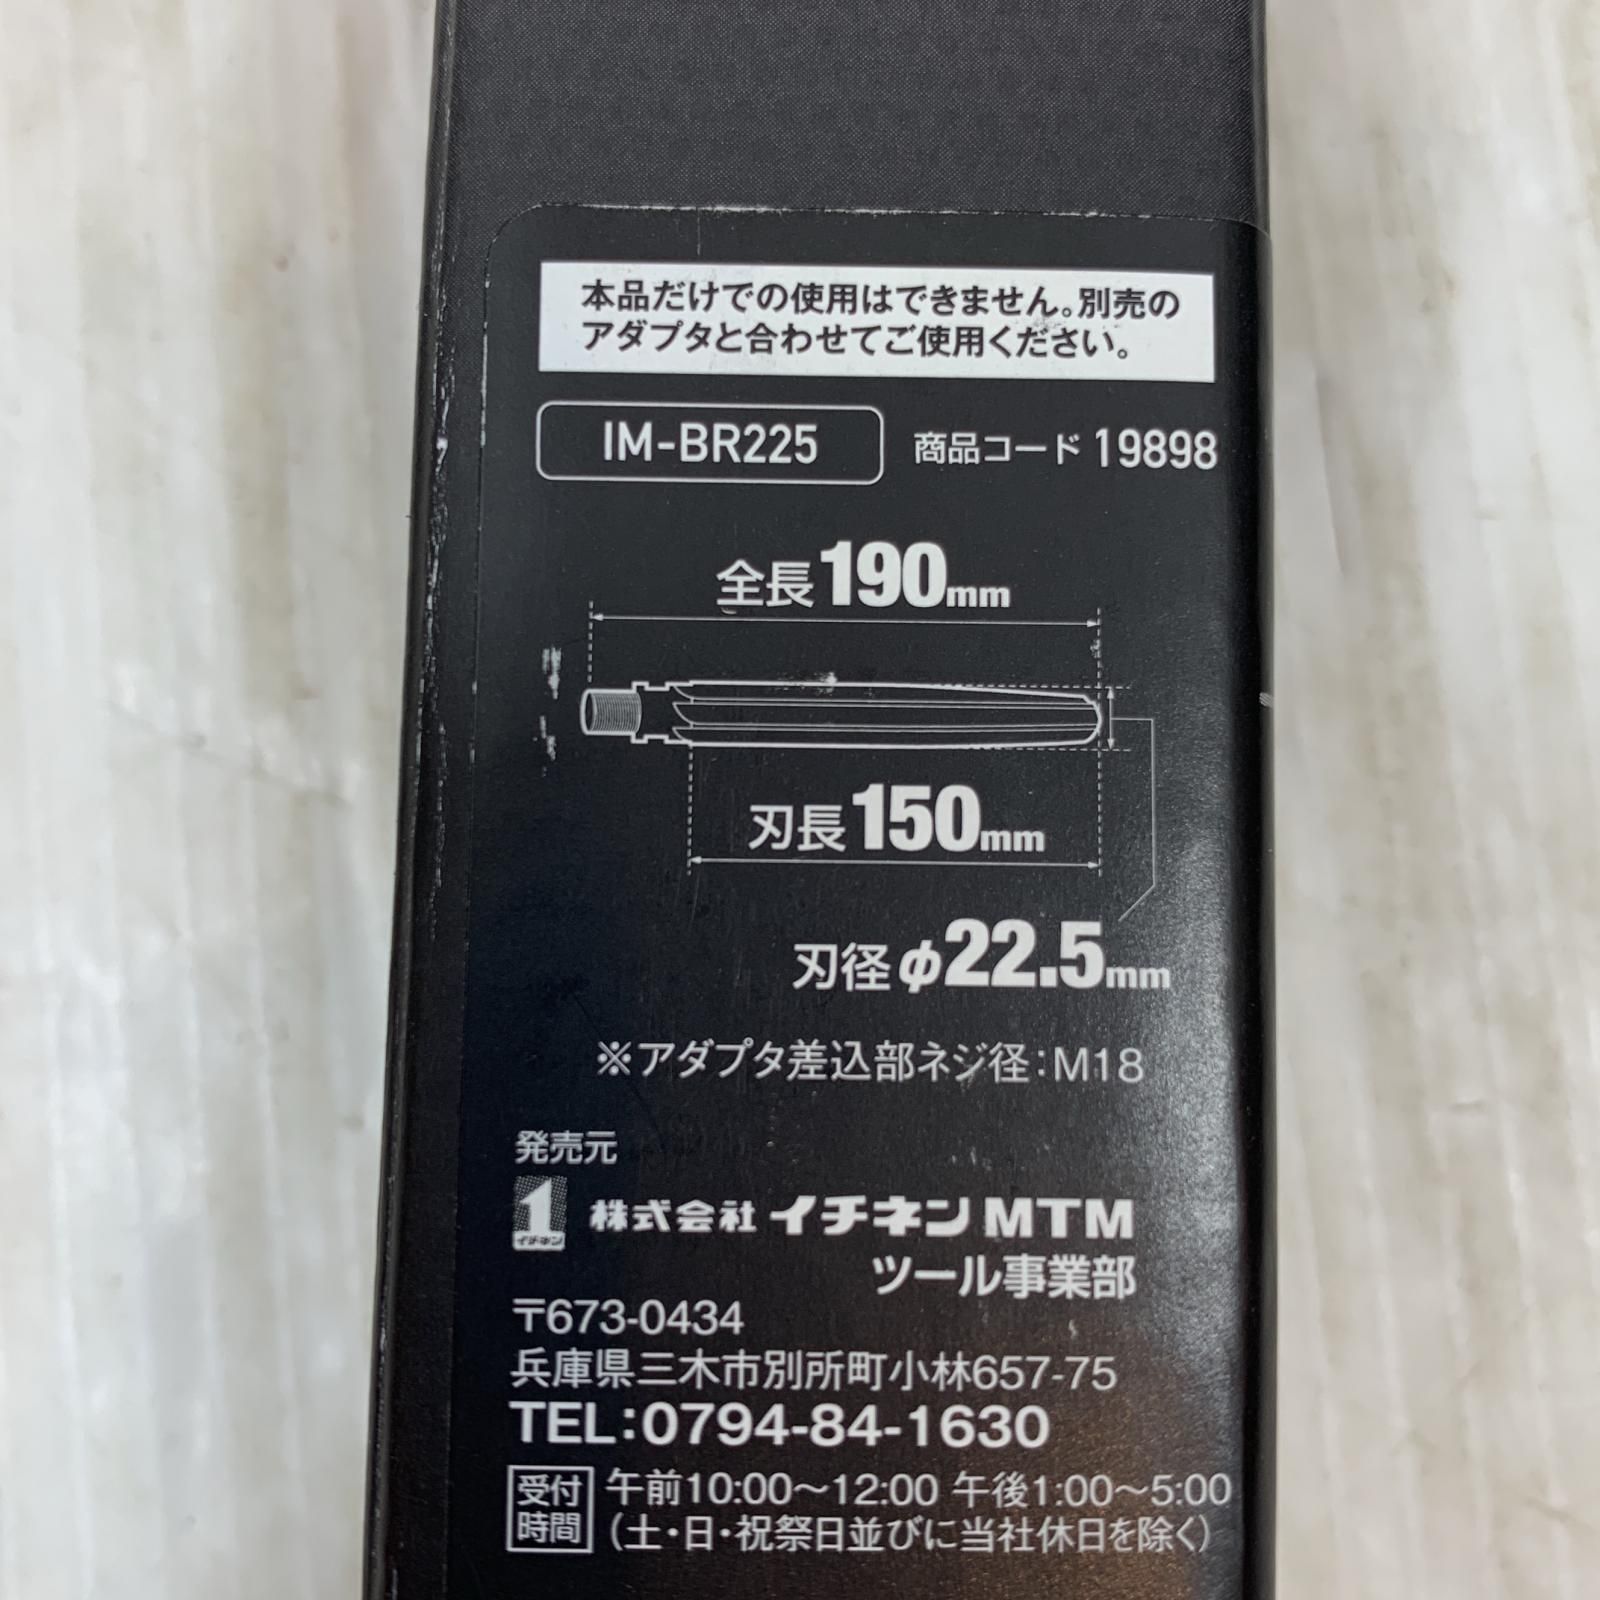 本品だけでの使用はできません。別売の
アダプタと合わせてご使用ください。
IM-BR225 商品コード 19898
全長190mm
刃長150mm
刃径φ22.5mm
※アダプタ差込部ネジ径:M18
発売元
1 イチネン 株式会社 イチネンMTM
ツール事業部
〒673-0434
兵庫県三木市別所町小林657-75
TEL:0794-84-1630
受付時間 午前10:00〜12:00 午後1:00〜5:00
(土・日・祝祭日並びに当社休日を除く)